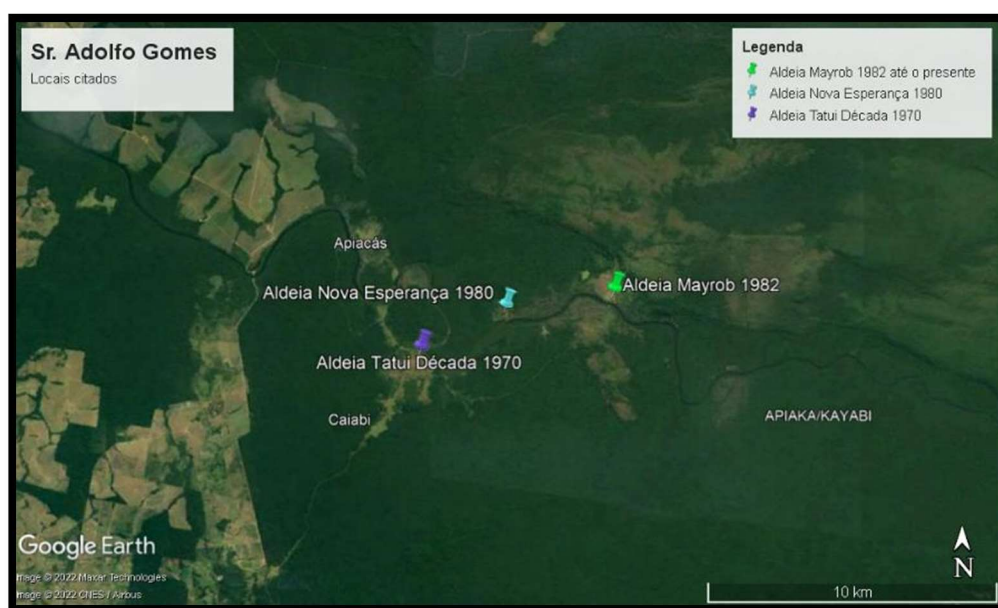 Sr. Adolfo Gomes
Locais citados
Legenda
Aldeia Mayrob 1982 até o presente
Aldeia Nova Esperança 1980
Aldeia Tatui Década 1970
Apiacás
Aldeia Nova Esperança 1980
Aldeia Mayrob 1982
Aldeia Tatui Década 1970
Caiabi
APIAKA/KAYABI
Google Earth
Image © 2022 Maxar Technologies
Image © 2022 CNES / Airbus
N
10 km